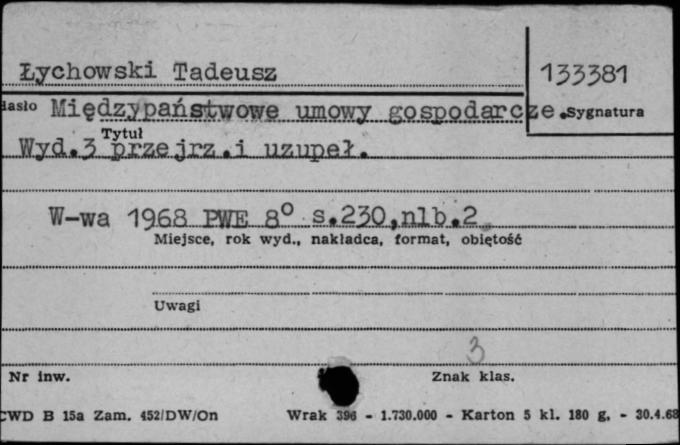 Łychowski Tadeusz
133381
Hasło Międzypaństwowe umowy gospodarcze. Sygnatura
Tytuł
Wyd.3 przejrz.i uzupeł.
W-wa 1968 PWE 8° s.230,nlb.2
Miejsce, rok wyd., nakładca, format, obiętość
Uwagi
3
Nr inw.
Znak klas.
CWD B 15a Zam. 452/DW/On Wrak 396 - 1.730.000 - Karton 5 kl. 180 g. - 30.4.68